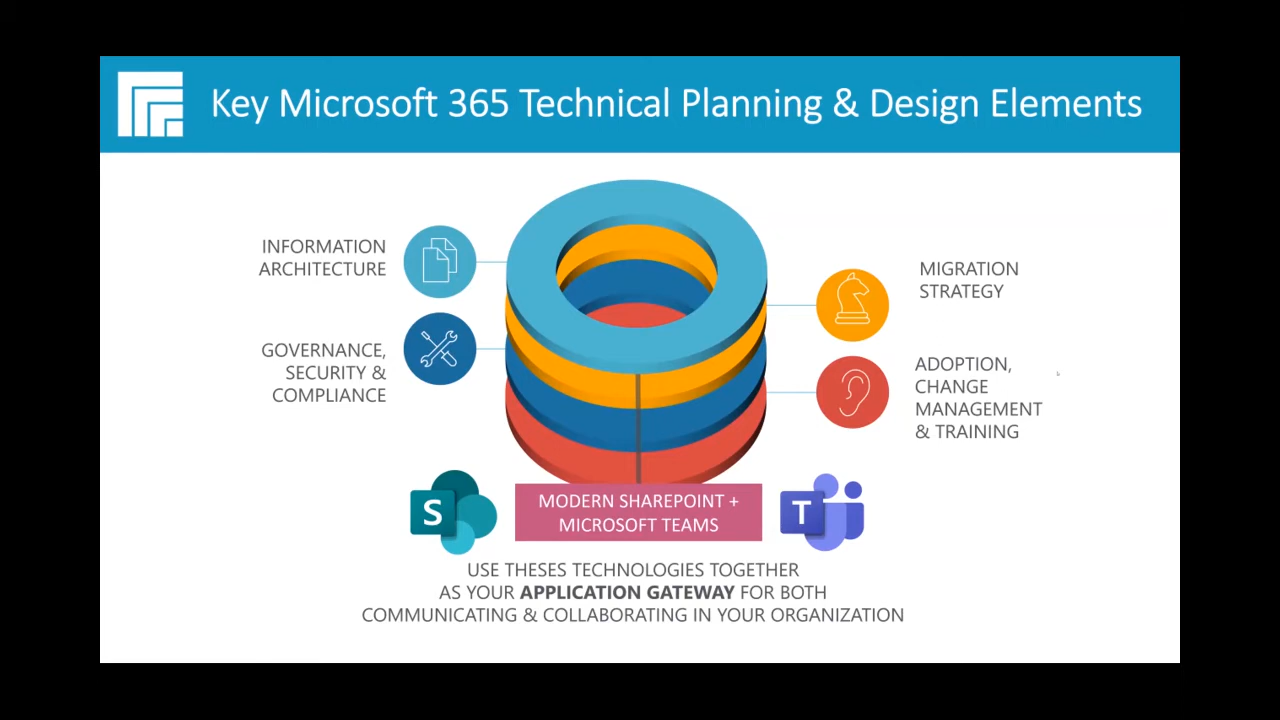 Key Microsoft 365 Technical Planning & Design Elements
INFORMATION
ARCHITECTURE
GOVERNANCE,
SECURITY &
COMPLIANCE
MIGRATION
STRATEGY
ADOPTION,
CHANGE
MANAGEMENT
& TRAINING
S
MODERN SHAREPOINT +
MICROSOFT TEAMS
T
USE THESES TECHNOLOGIES TOGETHER
AS YOUR APPLICATION GATEWAY FOR BOTH
COMMUNICATING & COLLABORATING IN YOUR ORGANIZATION